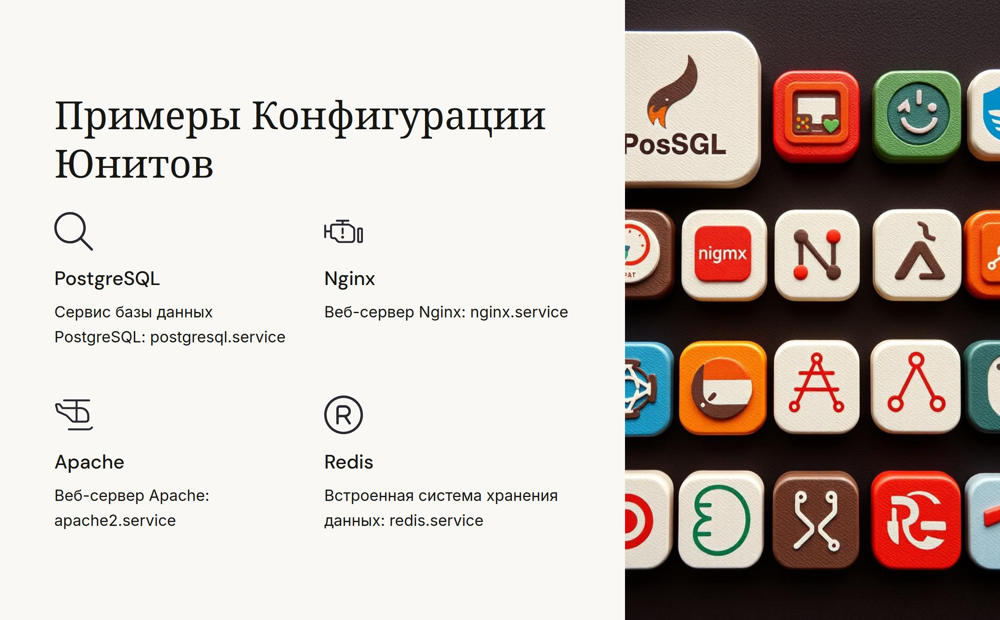 Примеры Конфигурации
Юнитов
PostgreSQL
Сервис базы данных
PostgreSQL: postgresql.service
Nginx
Веб-сервер Nginx: nginx.service
Apache
Веб-сервер Apache:
apache2.service
R
Redis
Встроенная система хранения
данных: redis.service
PosSGL
nigmx
N